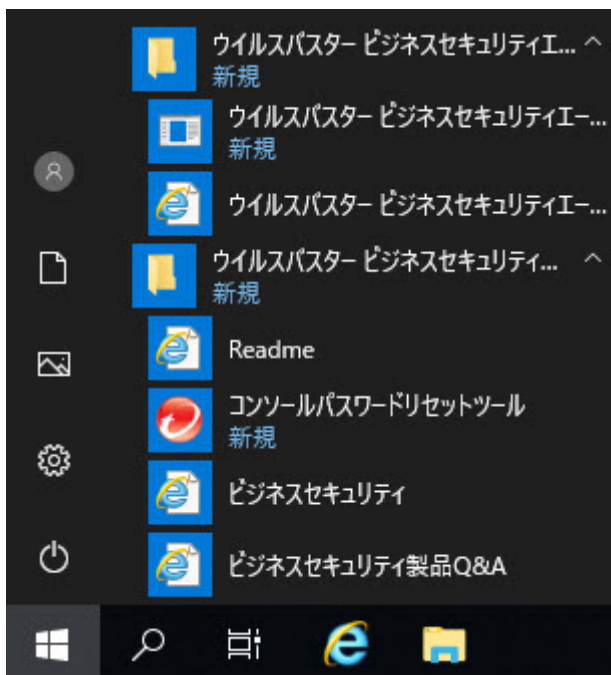 ウイルスバスター ビジネスセキュリティエ...
新規
ウイルスバスター ビジネスセキュリティエー...
新規
ウイルスバスター ビジネスセキュリティエー...
ウイルスバスター ビジネスセキュリティ...
新規
Readme
コンソールパスワードリセットツール
新規
ビジネスセキュリティ
ビジネスセキュリティ製品Q&A